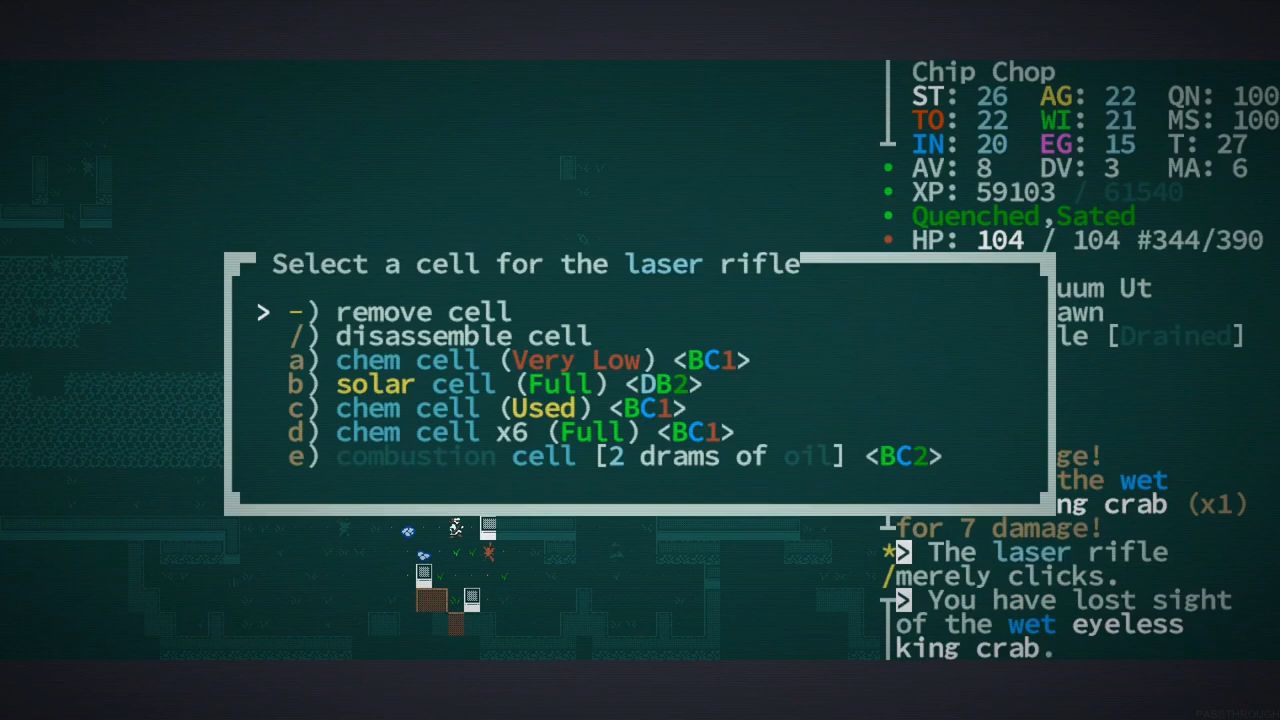 Chip Chop
ST: 26 AG: 22 QN: 100
TO: 22 WI: 21 MS: 100
IN: 20 EG: 15 T: 27
AV: 8 DV: 3 MA: 6
XP: 59103 / 61540
Quenched,Sated
HP: 104 / 104 #344/390
Select a cell for the laser rifle
uum Ut
> -) remove cell
awn
/) disassemble cell
le [Drained]
a) chem cell (Very Low) <BC1>
b) solar cell (Full) <DB2>
c) chem cell (Used) <BC1>
d) chem cell x6 (Full) <BC1>
e) combustion cell [2 drams of oil] <BC2>
ge!
the wet
ng crab (x1)
for 7 damage!
> The laser rifle
merely clicks.
> You have lost sight
of the wet eyeless
king crab.